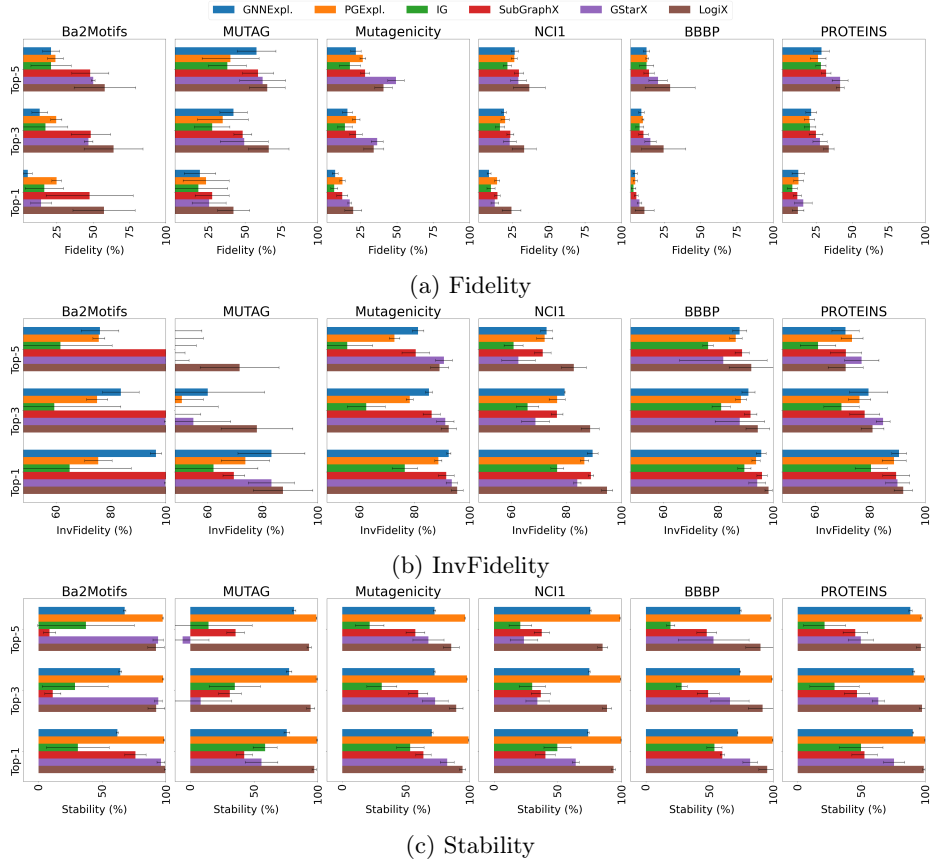 GNNExpl. PGExpl. IG SubGraphX GStarX LogiX
Ba2Motifs MUTAG Mutagenicity NCI1 BBBP PROTEINS
Top-5
Top-3
Top-1
25 50 75 100 25 50 75 100 25 50 75 100 25 50 75 100 25 50 75 100 25 50 75 100
Fidelity (%) Fidelity (%) Fidelity (%) Fidelity (%) Fidelity (%) Fidelity (%)
(a) Fidelity
Ba2Motifs MUTAG Mutagenicity NCI1 BBBP PROTEINS
Top-5
Top-3
Top-1
60 80 100 60 80 100 60 80 100 60 80 100 60 80 100 60 80 100
InvFidelity (%) InvFidelity (%) InvFidelity (%) InvFidelity (%) InvFidelity (%) InvFidelity (%)
(b) InvFidelity
Ba2Motifs MUTAG Mutagenicity NCI1 BBBP PROTEINS
Top-5
Top-3
Top-1
0 50 100 0 50 100 0 50 100 0 50 100 0 50 100 0 50 100
Stability (%) Stability (%) Stability (%) Stability (%) Stability (%) Stability (%)
(c) Stability